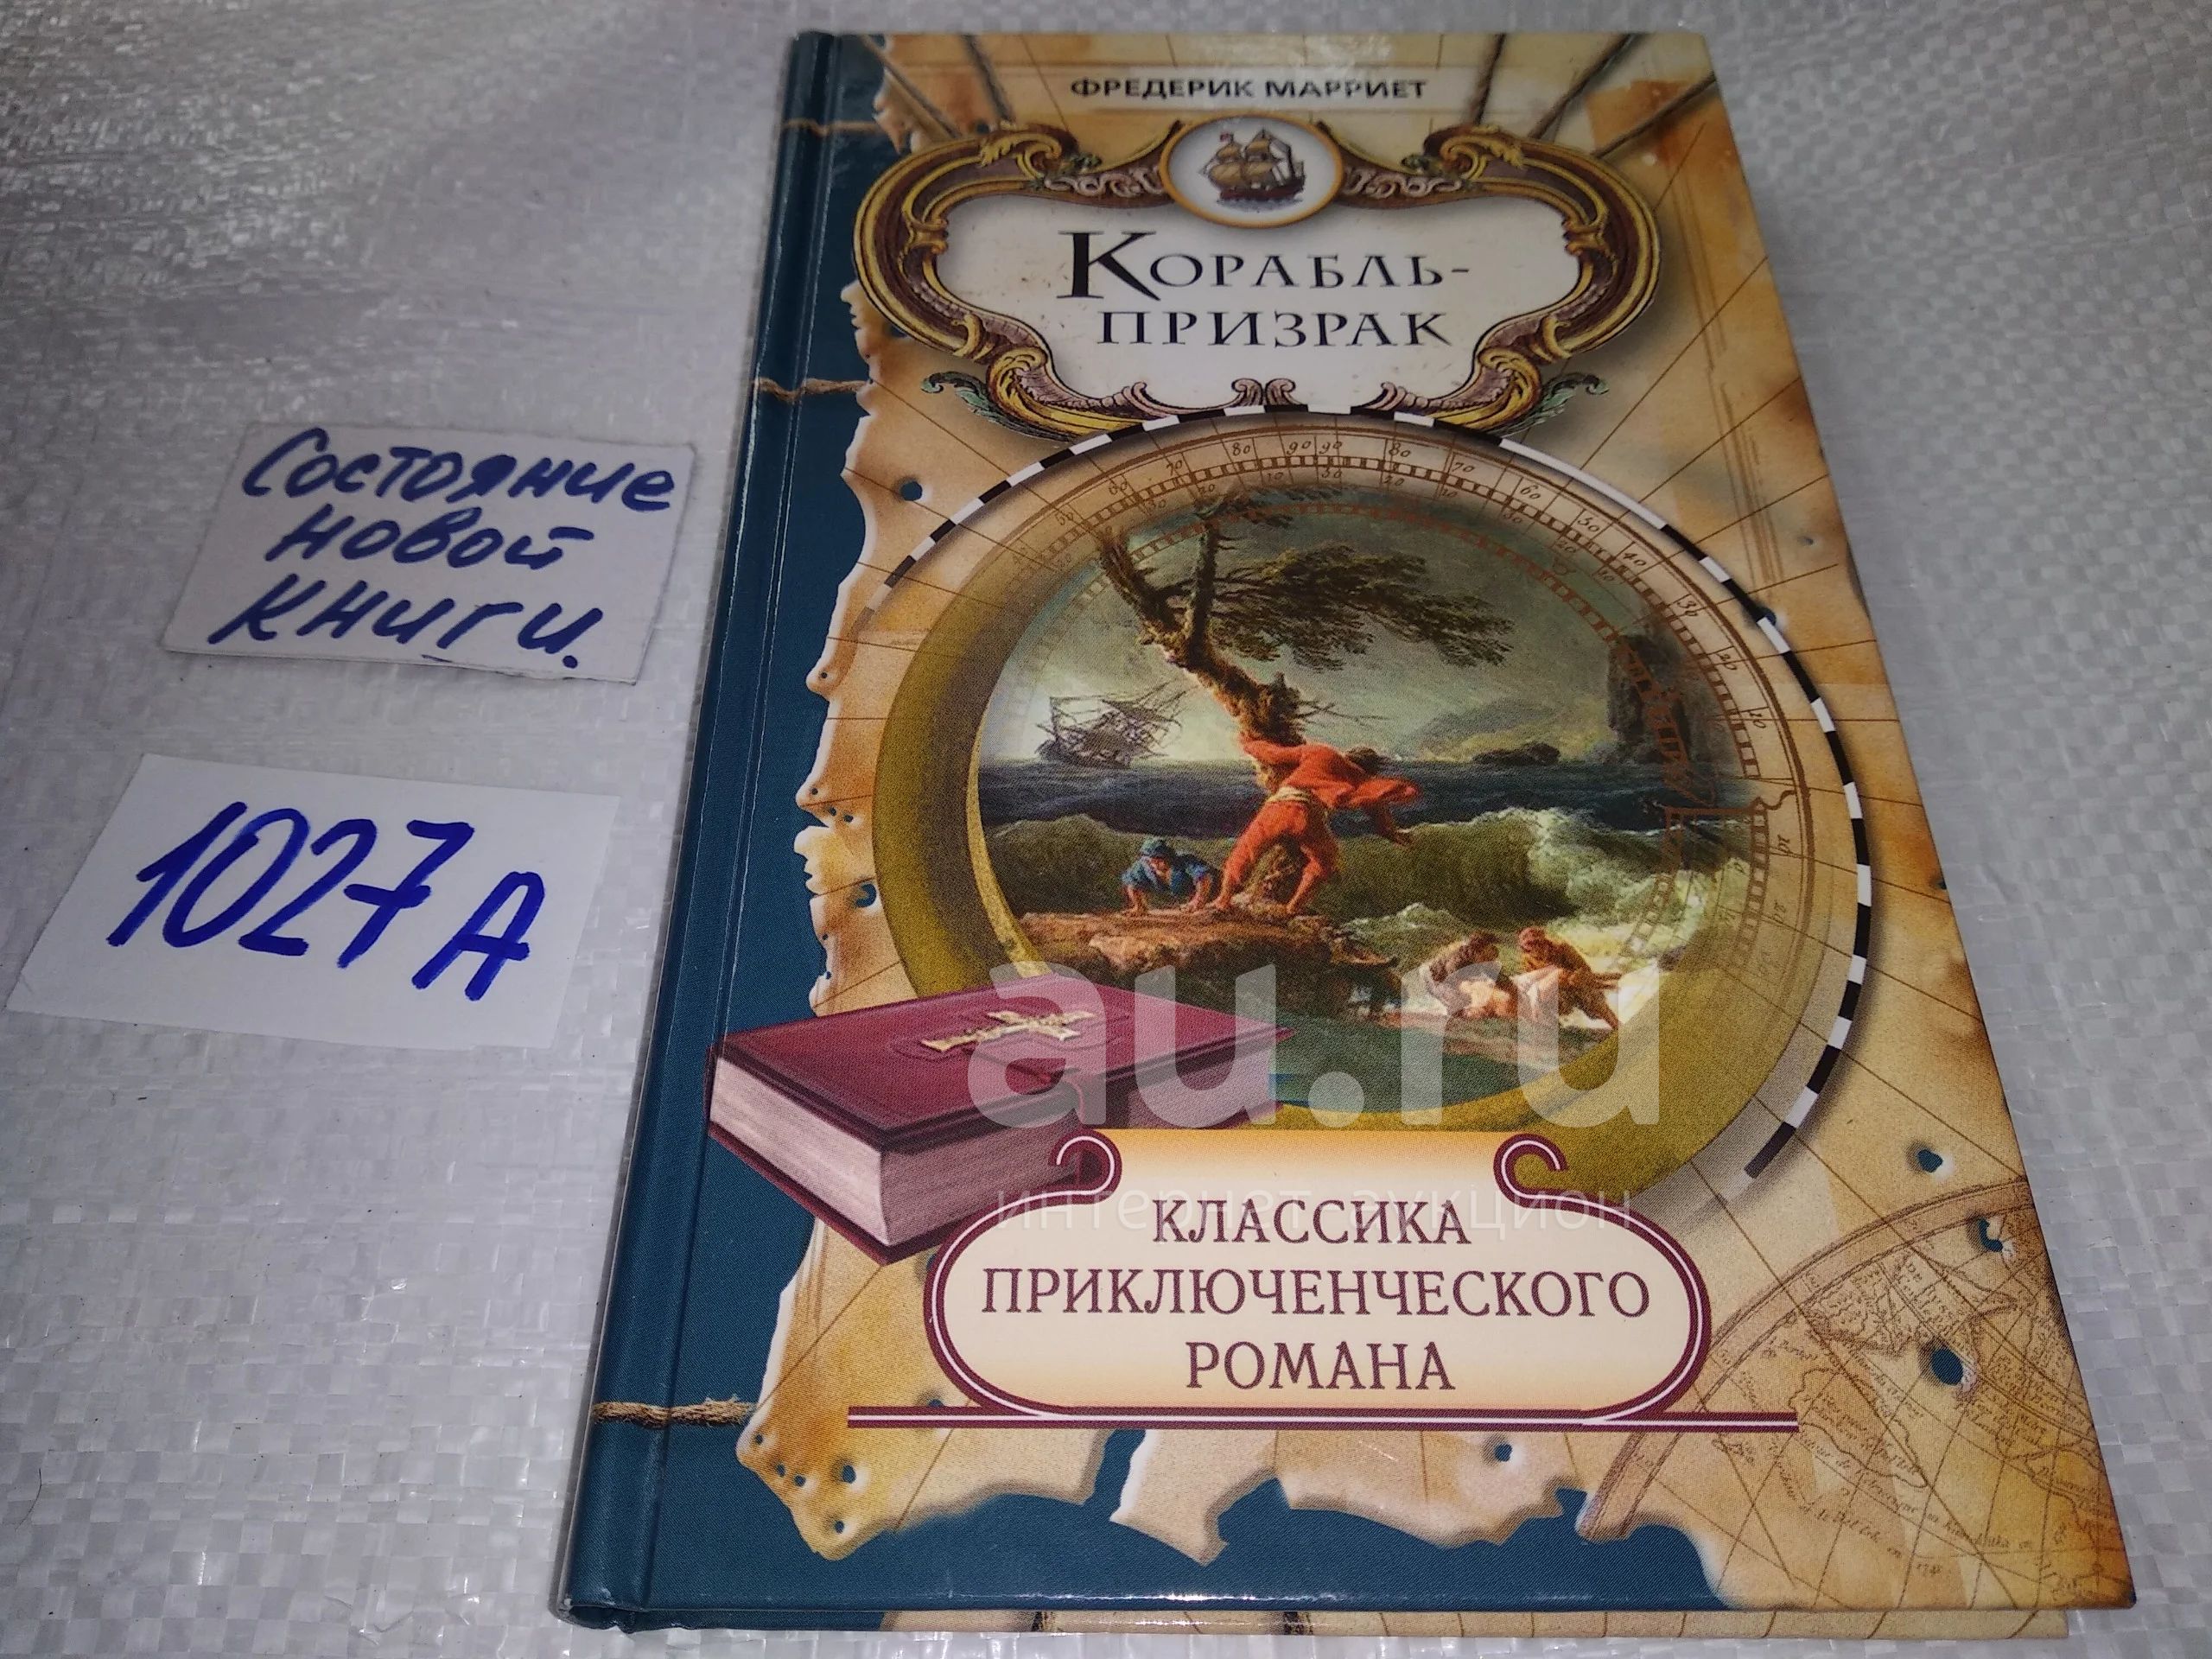 ФРЕДЕРИК МАРРИЕТ
КОРАБЛЬ-
ПРИЗРАК
Состояние
новой
книги.
1027А
au.ru
интернет аукцион
КЛАССИКА
ПРИКЛЮЧЕНЧЕСКОГО
РОМАНА